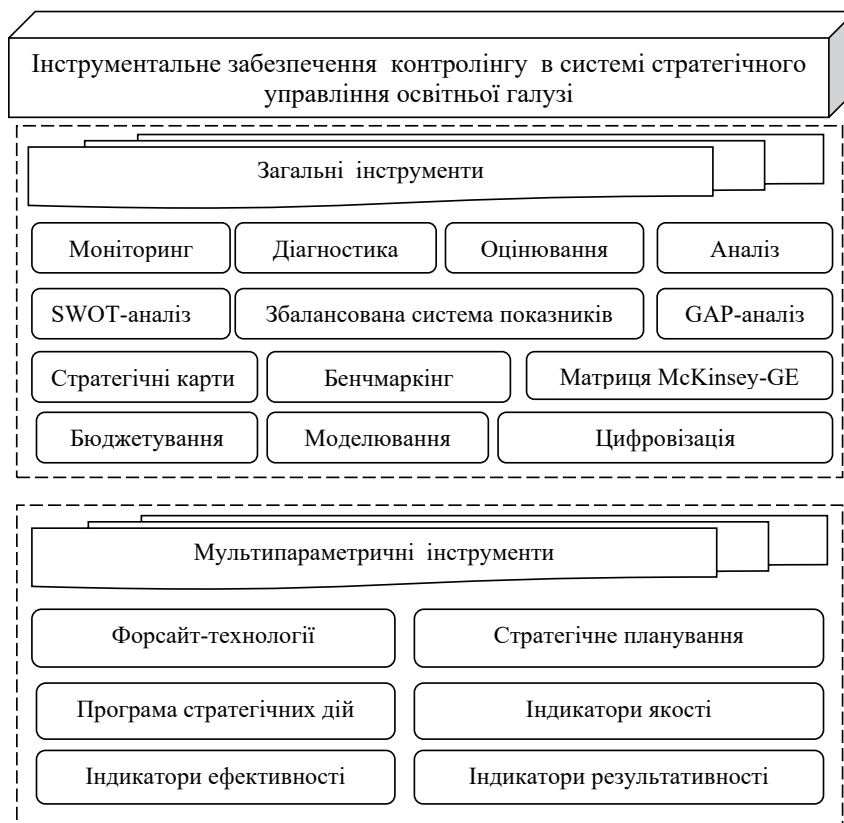 Інструментальне забезпечення контролінгу в системі стратегічного
управління освітньої галузі
Загальні інструменти
Моніторинг
Діагностика
Оцінювання
Аналіз
SWOT-аналіз
Збалансована система показників
GAP-аналіз
Стратегічні карти
Бенчмаркінг
Матриця McKinsey-GE
Бюджетування
Моделювання
Цифровізація
Мультипараметричні інструменти
Форсайт-технології
Стратегічне планування
Програма стратегічних дій
Індикатори якості
Індикатори ефективності
Індикатори результативності